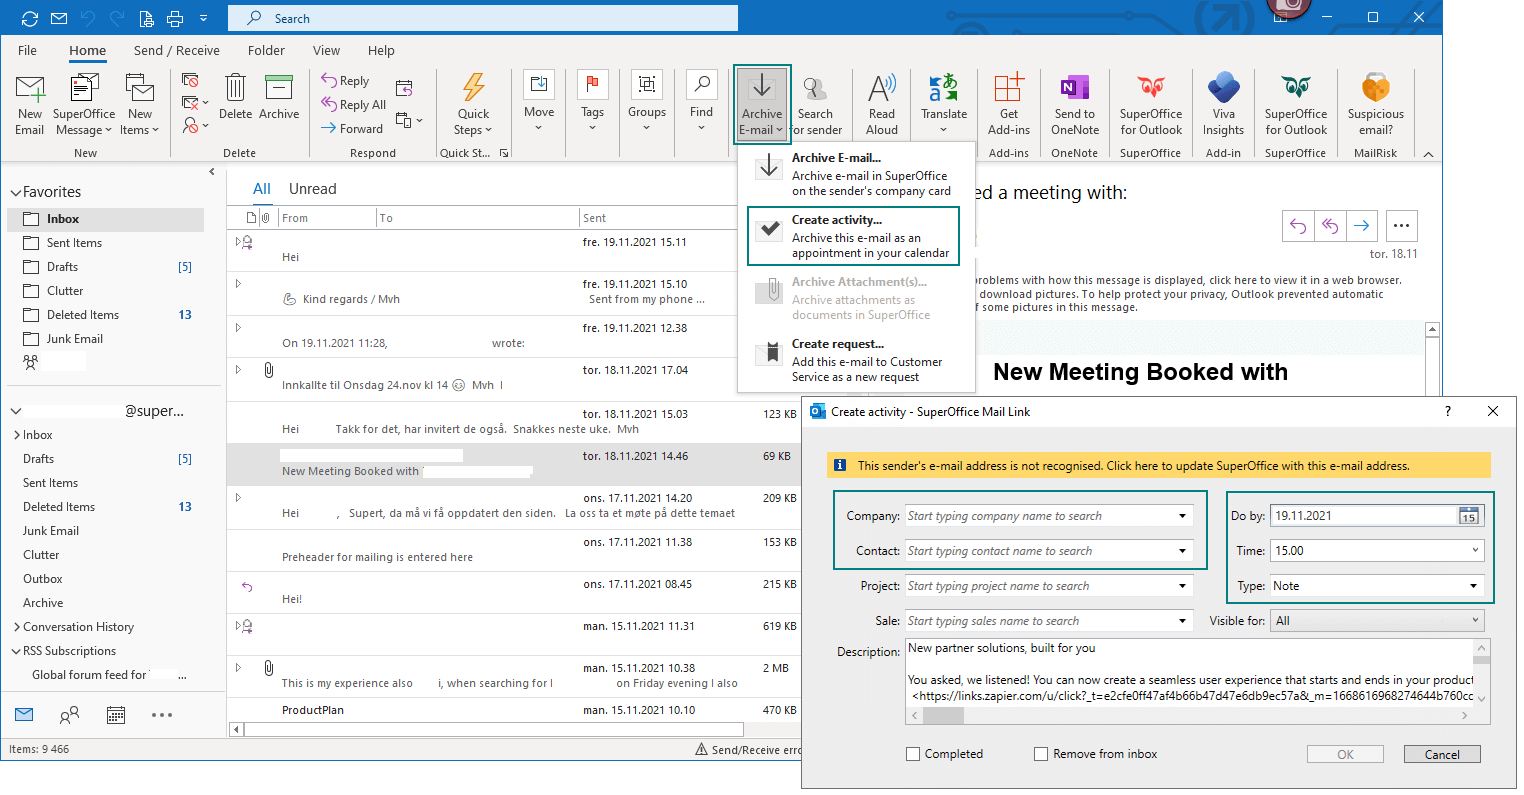 Search
File Home Send / Receive Folder View Help
New Email
SuperOffice Message
New Items
New
Delete
Archive
Delete
Reply
Reply All
Forward
Respond
Quick Steps
Quick St...
Move
Tags
Groups
Find
Archive E-mail
Search for sender
Read Aloud
Translate
Get Add-ins
Add-ins
Send to OneNote
OneNote
SuperOffice for Outlook
SuperOffice
Viva Insights
Add-in
SuperOffice for Outlook
SuperOffice
Suspicious email?
MailRisk
Favorites
Inbox
Sent Items
Drafts [5]
Clutter
Deleted Items 13
Junk Email
@super...
Inbox
Drafts [5]
Sent Items
Deleted Items 13
Junk Email
Clutter
Outbox
Archive
Conversation History
RSS Subscriptions
Global forum feed for ...
Items: 9 466
All Unread
From To Sent
fre. 19.11.2021 15.11
Hei
fre. 19.11.2021 15.10
Kind regards / Mvh Sent from my phone ...
fre. 19.11.2021 12.38
On 19.11.2021 11:28, wrote:
tor. 18.11.2021 17.04
Innkallte til Onsdag 24.nov kl 14 ☺ Mvh I
tor. 18.11.2021 15.03 123 KB
Hei Takk for det, har invitert de også. Snakkes neste uke. Mvh
tor. 18.11.2021 14.46 69 KB
New Meeting Booked with
ons. 17.11.2021 14.20 209 KB
Hei , Supert, da må vi få oppdatert den siden. La oss ta et møte på dette temaet
ons. 17.11.2021 11.38 153 KB
Preheader for mailing is entered here
ons. 17.11.2021 08.45 215 KB
Hei!
man. 15.11.2021 11.31 619 KB
man. 15.11.2021 10.38 2 MB
This is my experience also i, when searching for l on Friday evening I also
ProductPlan man. 15.11.2021 10.10 470 KB
Send/Receive erro
Archive E-mail...
Archive e-mail in SuperOffice
on the sender's company card
Create activity...
Archive this e-mail as an
appointment in your calendar
Archive Attachment(s)...
Archive attachments as
documents in SuperOffice
Create request...
Add this e-mail to Customer
Service as a new request
ed a meeting with:
tor. 18.11
problems with how this message is displayed, click here to view it in a web browser.
download pictures. To help protect your privacy, Outlook prevented automatic
f some pictures in this message.
New Meeting Booked with
Create activity - SuperOffice Mail Link ?
This sender's e-mail address is not recognised. Click here to update SuperOffice with this e-mail address.
Company: Start typing company name to search
Contact: Start typing contact name to search
Project: Start typing project name to search
Sale: Start typing sales name to search
Do by: 19.11.2021 15
Time: 15.00
Type: Note
Visible for: All
Description: New partner solutions, built for you
You asked, we listened! You can now create a seamless user experience that starts and ends in your product
<https://links.zapier.com/u/click?_t=e2cfe0ff47af4b66b47d47e6db9ec57a&_m=1668616968274644b760cc
Completed Remove from inbox OK Cancel